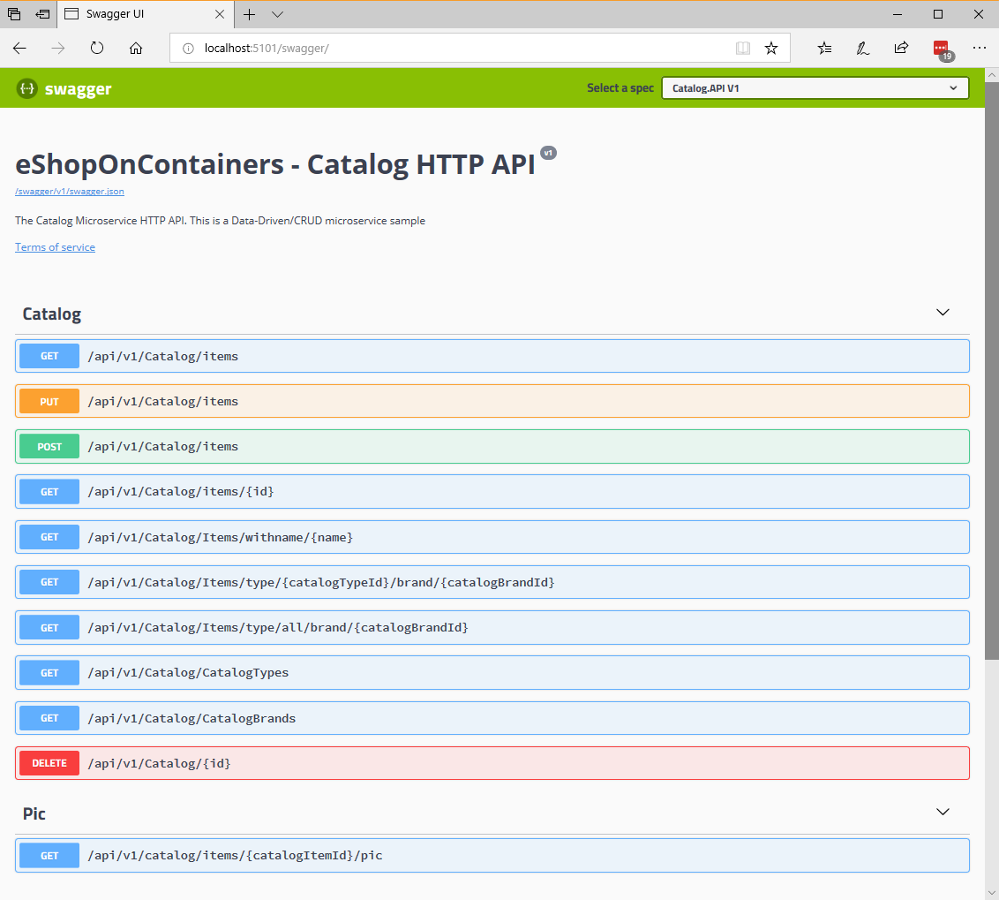 Swagger UI
localhost:5101/swagger/
19
{··} swagger
Select a spec Catalog.API V1
eShopOnContainers - Catalog HTTP API v1
/swagger/v1/swagger.json
The Catalog Microservice HTTP API. This is a Data-Driven/CRUD microservice sample
Terms of service
Catalog
GET /api/v1/Catalog/items
PUT /api/v1/Catalog/items
POST /api/v1/Catalog/items
GET /api/v1/Catalog/items/{id}
GET /api/v1/Catalog/Items/withname/{name}
GET /api/v1/Catalog/Items/type/{catalogTypeId}/brand/{catalogBrandId}
GET /api/v1/Catalog/Items/type/all/brand/{catalogBrandId}
GET /api/v1/Catalog/CatalogTypes
GET /api/v1/Catalog/CatalogBrands
DELETE /api/v1/Catalog/{id}
Pic
GET /api/v1/catalog/items/{catalogItemId}/pic